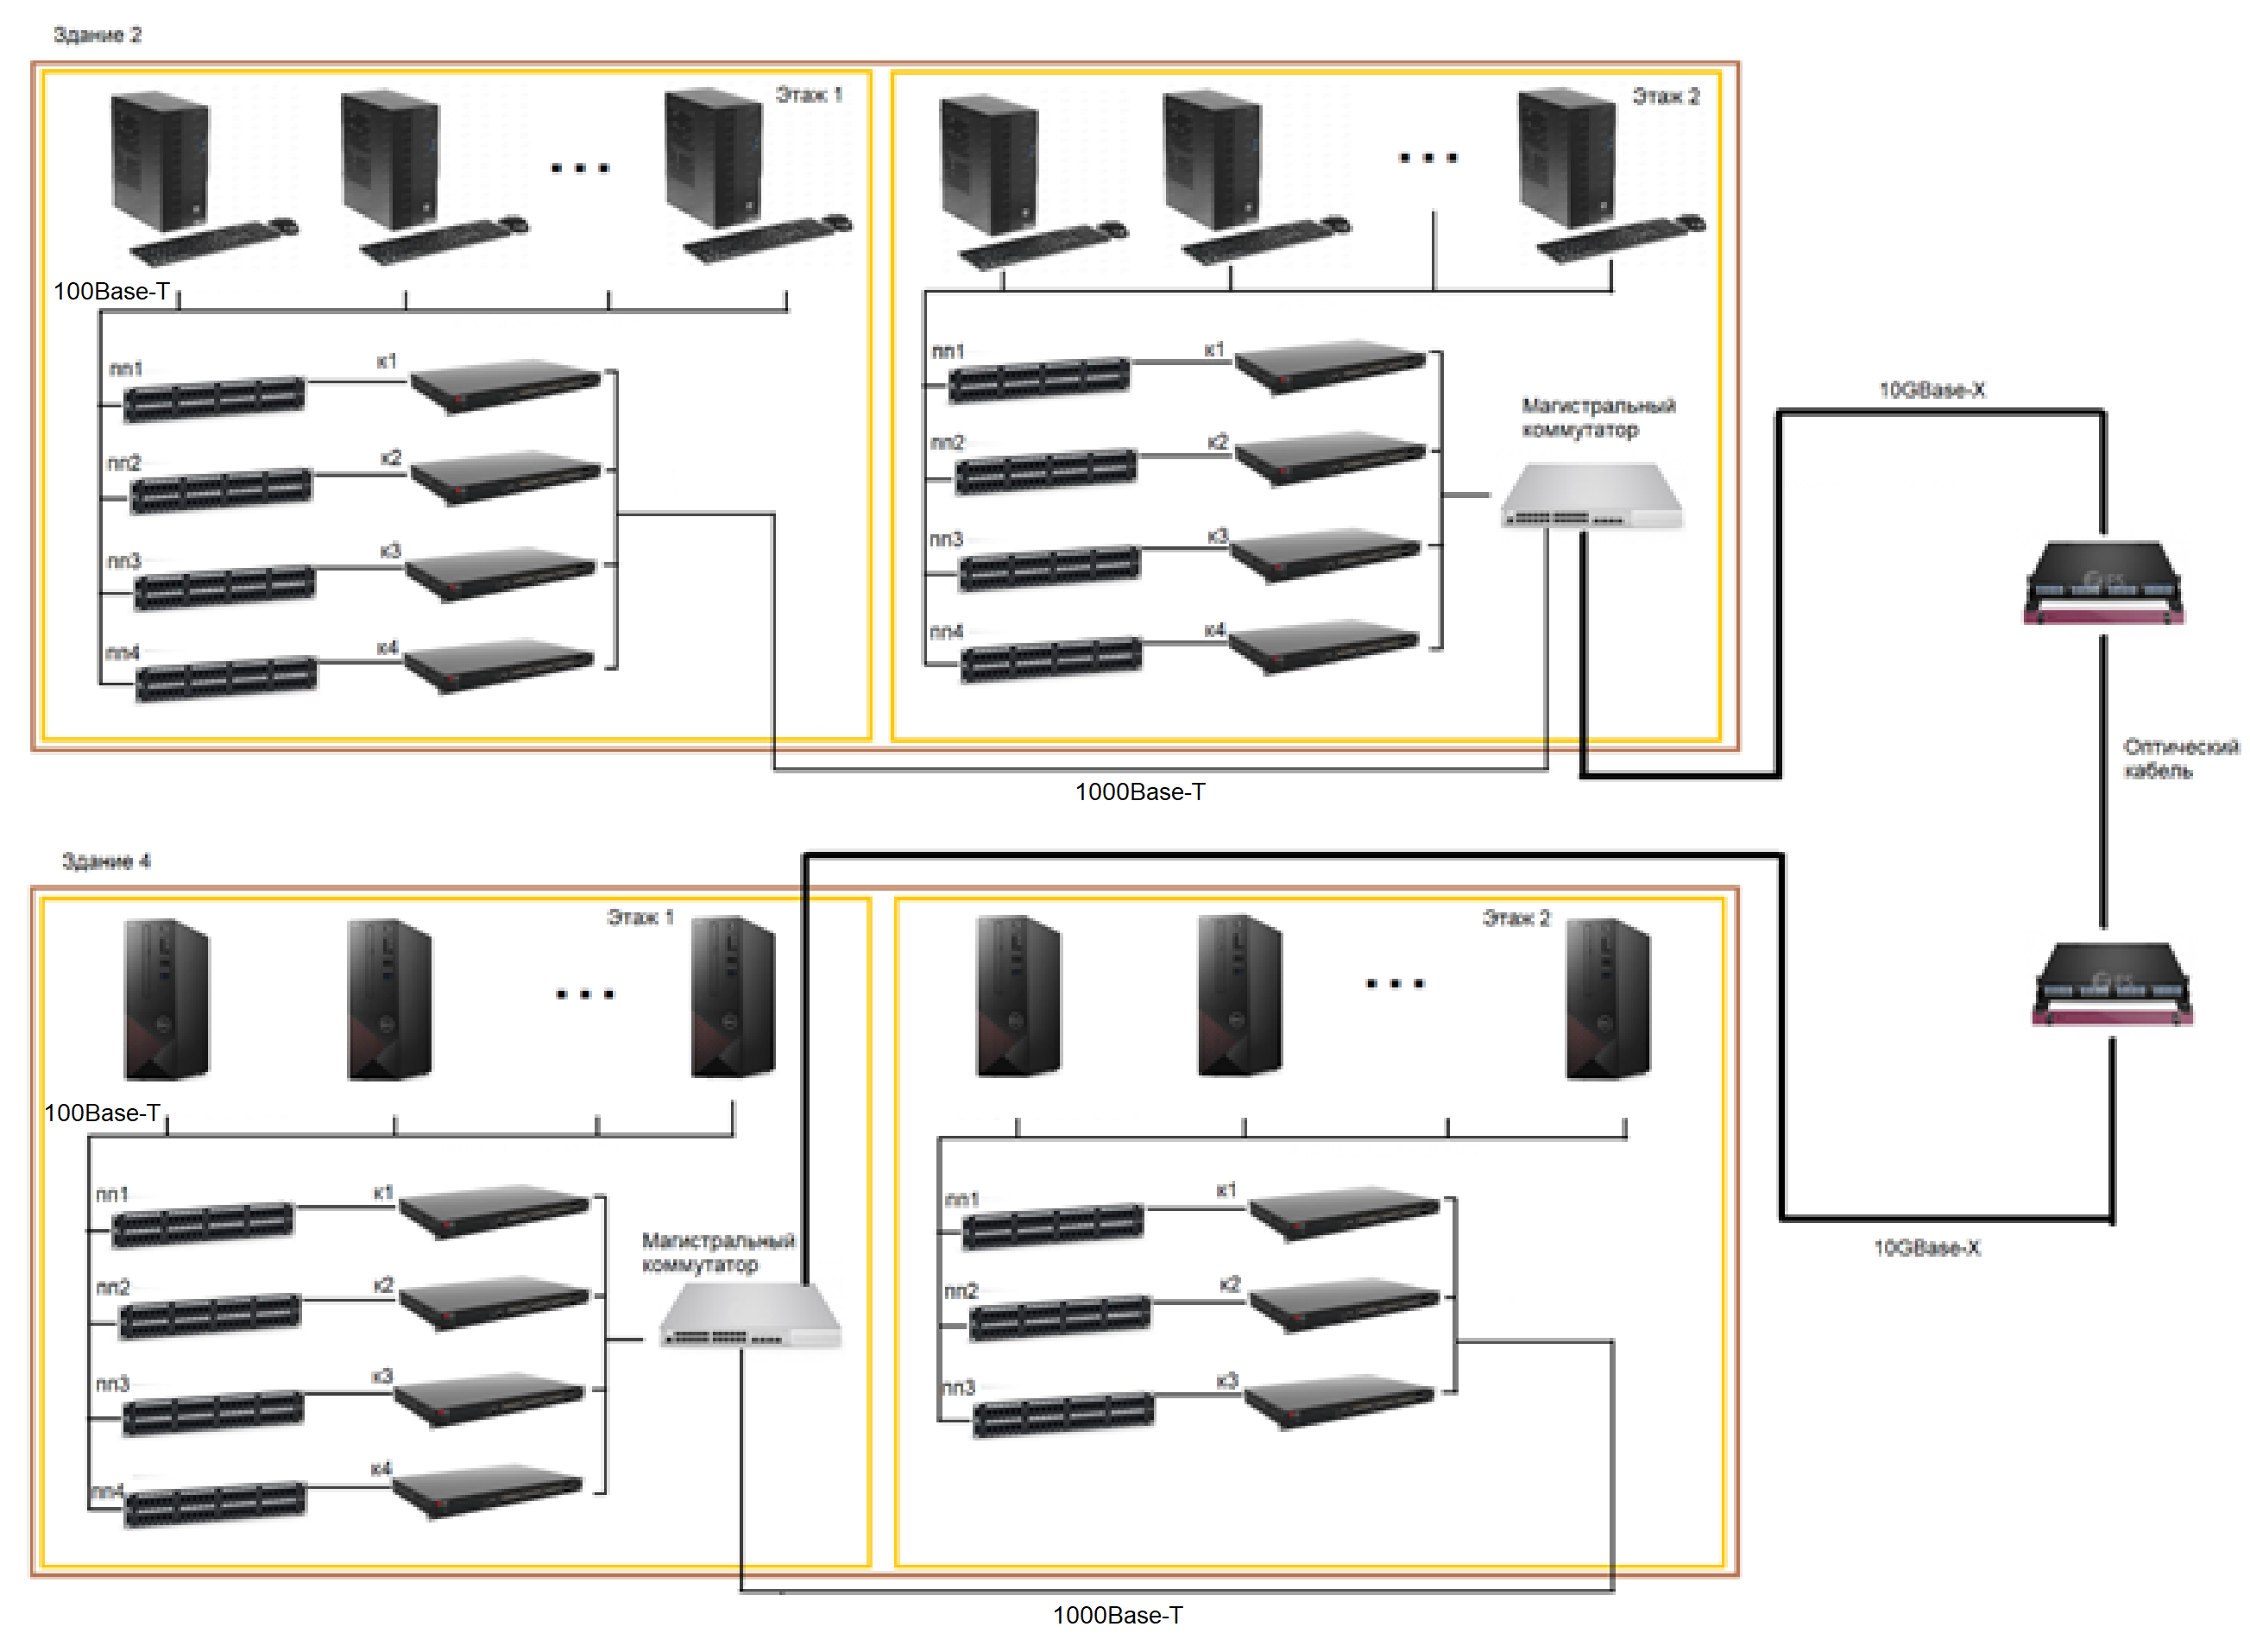 Здание 2
Этаж 1
Этаж 2
100Base-T
пп1
к1
пп2
к2
пп3
к3
пп4
к4
пп1
к1
пп2
к2
пп3
к3
пп4
к4
Магистральный
коммутатор
10GBase-X
Оптический
кабель
1000Base-T
Здание 4
Этаж 1
Этаж 2
100Base-T
пп1
к1
пп2
к2
пп3
к3
пп4
к4
Магистральный
коммутатор
пп1
к1
пп2
к2
пп3
к3
10GBase-X
1000Base-T